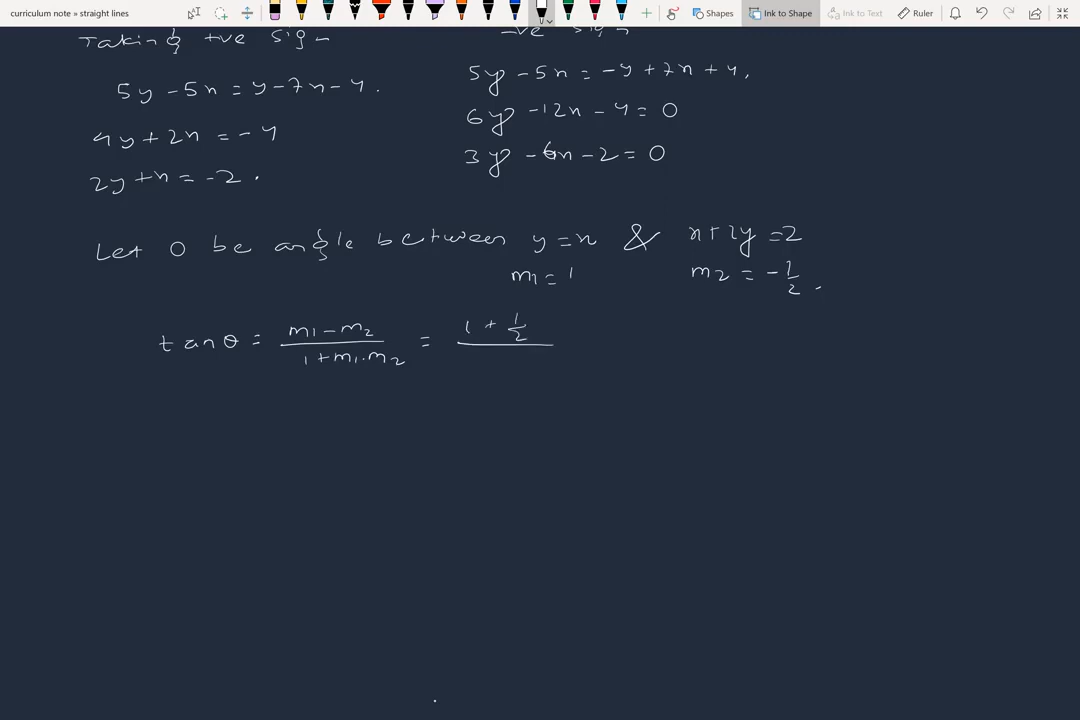 curriculum note » straight lines
Shapes
Ink to Shape
Ink to Text
Ruler
Taking +ve sign
-ve sign
5y - 5x = y - 7x - 4.
4y + 2x = -4
2y + x = -2.
5y - 5x = -y + 7x + 4.
6y - 12x - 4 = 0
3y - 6x - 2 = 0
Let θ be angle between y = x & x + 2y = 2
m1 = 1 m2 = -1/2.
tan θ = (m1 - m2)/(1 + m1.m2) = 1 + 1/2